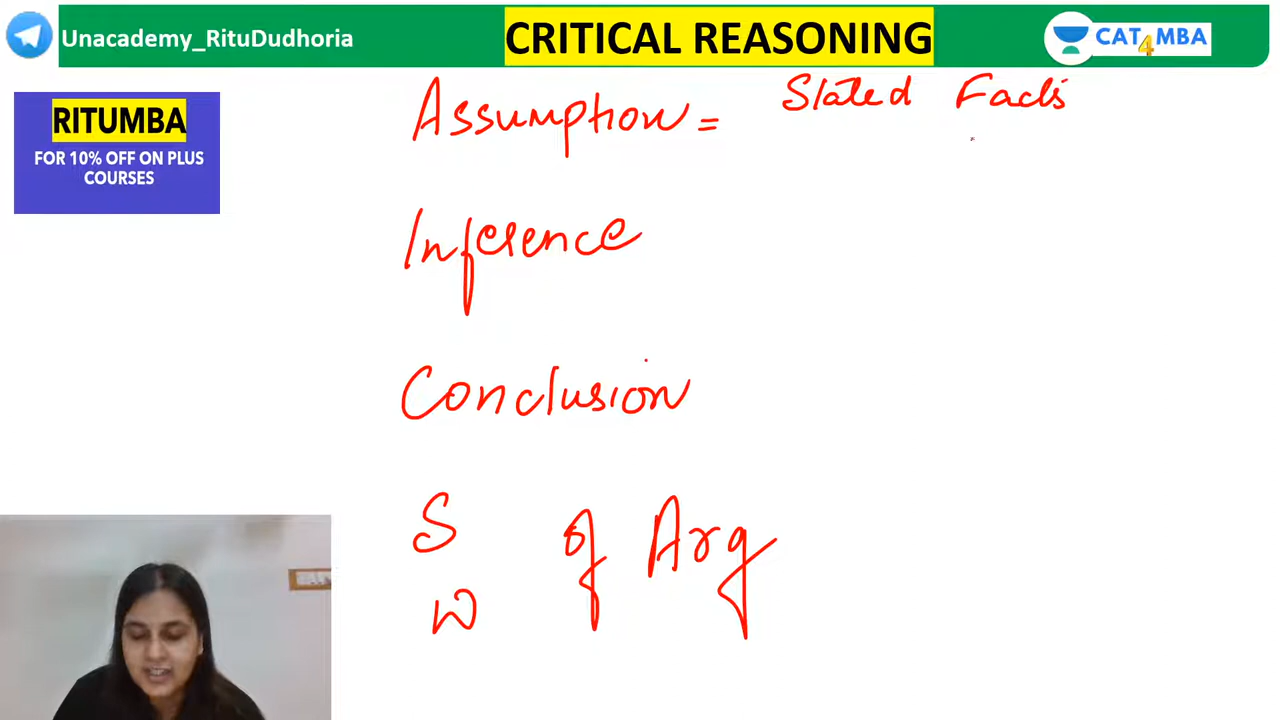 Unacademy_RituDudhoria
CRITICAL REASONING
CAT4MBA
RITUMBA
FOR 10% OFF ON PLUS
COURSES
Assumption = Stated Facts
Inference
Conclusion
S
of Arg
W